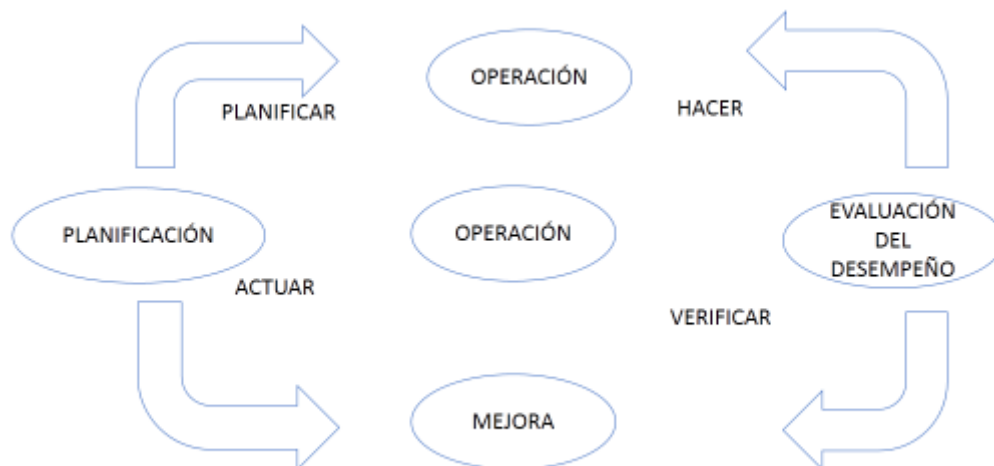 OPERACIÓN
PLANIFICAR
HACER
PLANIFICACIÓN
OPERACIÓN
EVALUACIÓN
DEL
DESEMPEÑO
ACTUAR
VERIFICAR
MEJORA